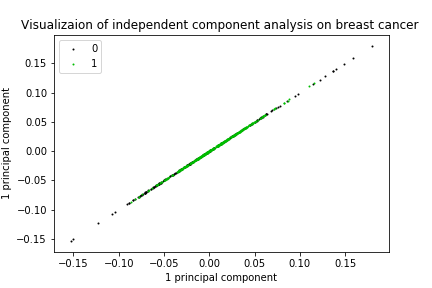 Visualizaion of independent component analysis on breast cancer
0
1
0.15
0.10
0.05
0.00
−0.05
−0.10
−0.15
1 principal component
−0.15 −0.10 −0.05 0.00 0.05 0.10 0.15
1 principal component